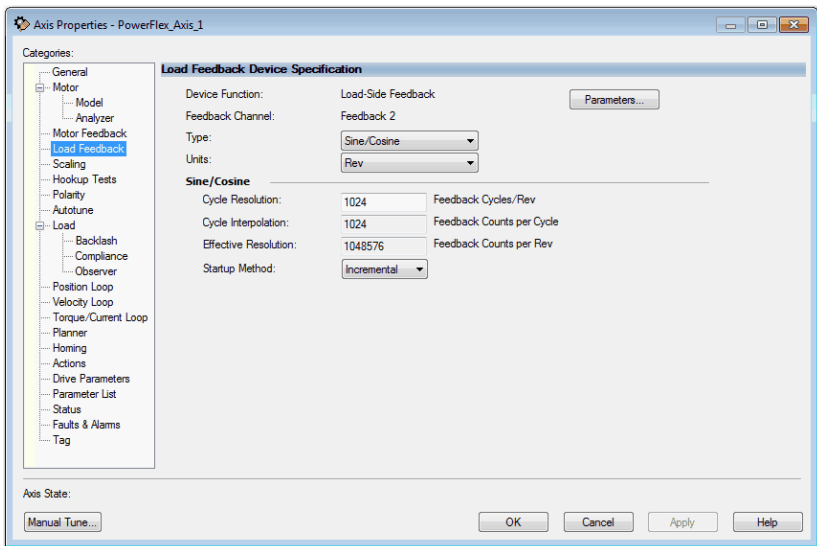 Axis Properties - PowerFlex_Axis_1
Categories:
General
Motor
Model
Analyzer
Motor Feedback
Load Feedback
Scaling
Hookup Tests
Polarity
Autotune
Load
Backlash
Compliance
Observer
Position Loop
Velocity Loop
Torque/Current Loop
Planner
Homing
Actions
Drive Parameters
Parameter List
Status
Faults & Alarms
Tag
Load Feedback Device Specification
Device Function: Load-Side Feedback Parameters...
Feedback Channel: Feedback 2
Type: Sine/Cosine
Units: Rev
Sine/Cosine
Cycle Resolution: 1024 Feedback Cycles/Rev
Cycle Interpolation: 1024 Feedback Counts per Cycle
Effective Resolution: 1048576 Feedback Counts per Rev
Startup Method: Incremental
Axis State:
Manual Tune... OK Cancel Apply Help